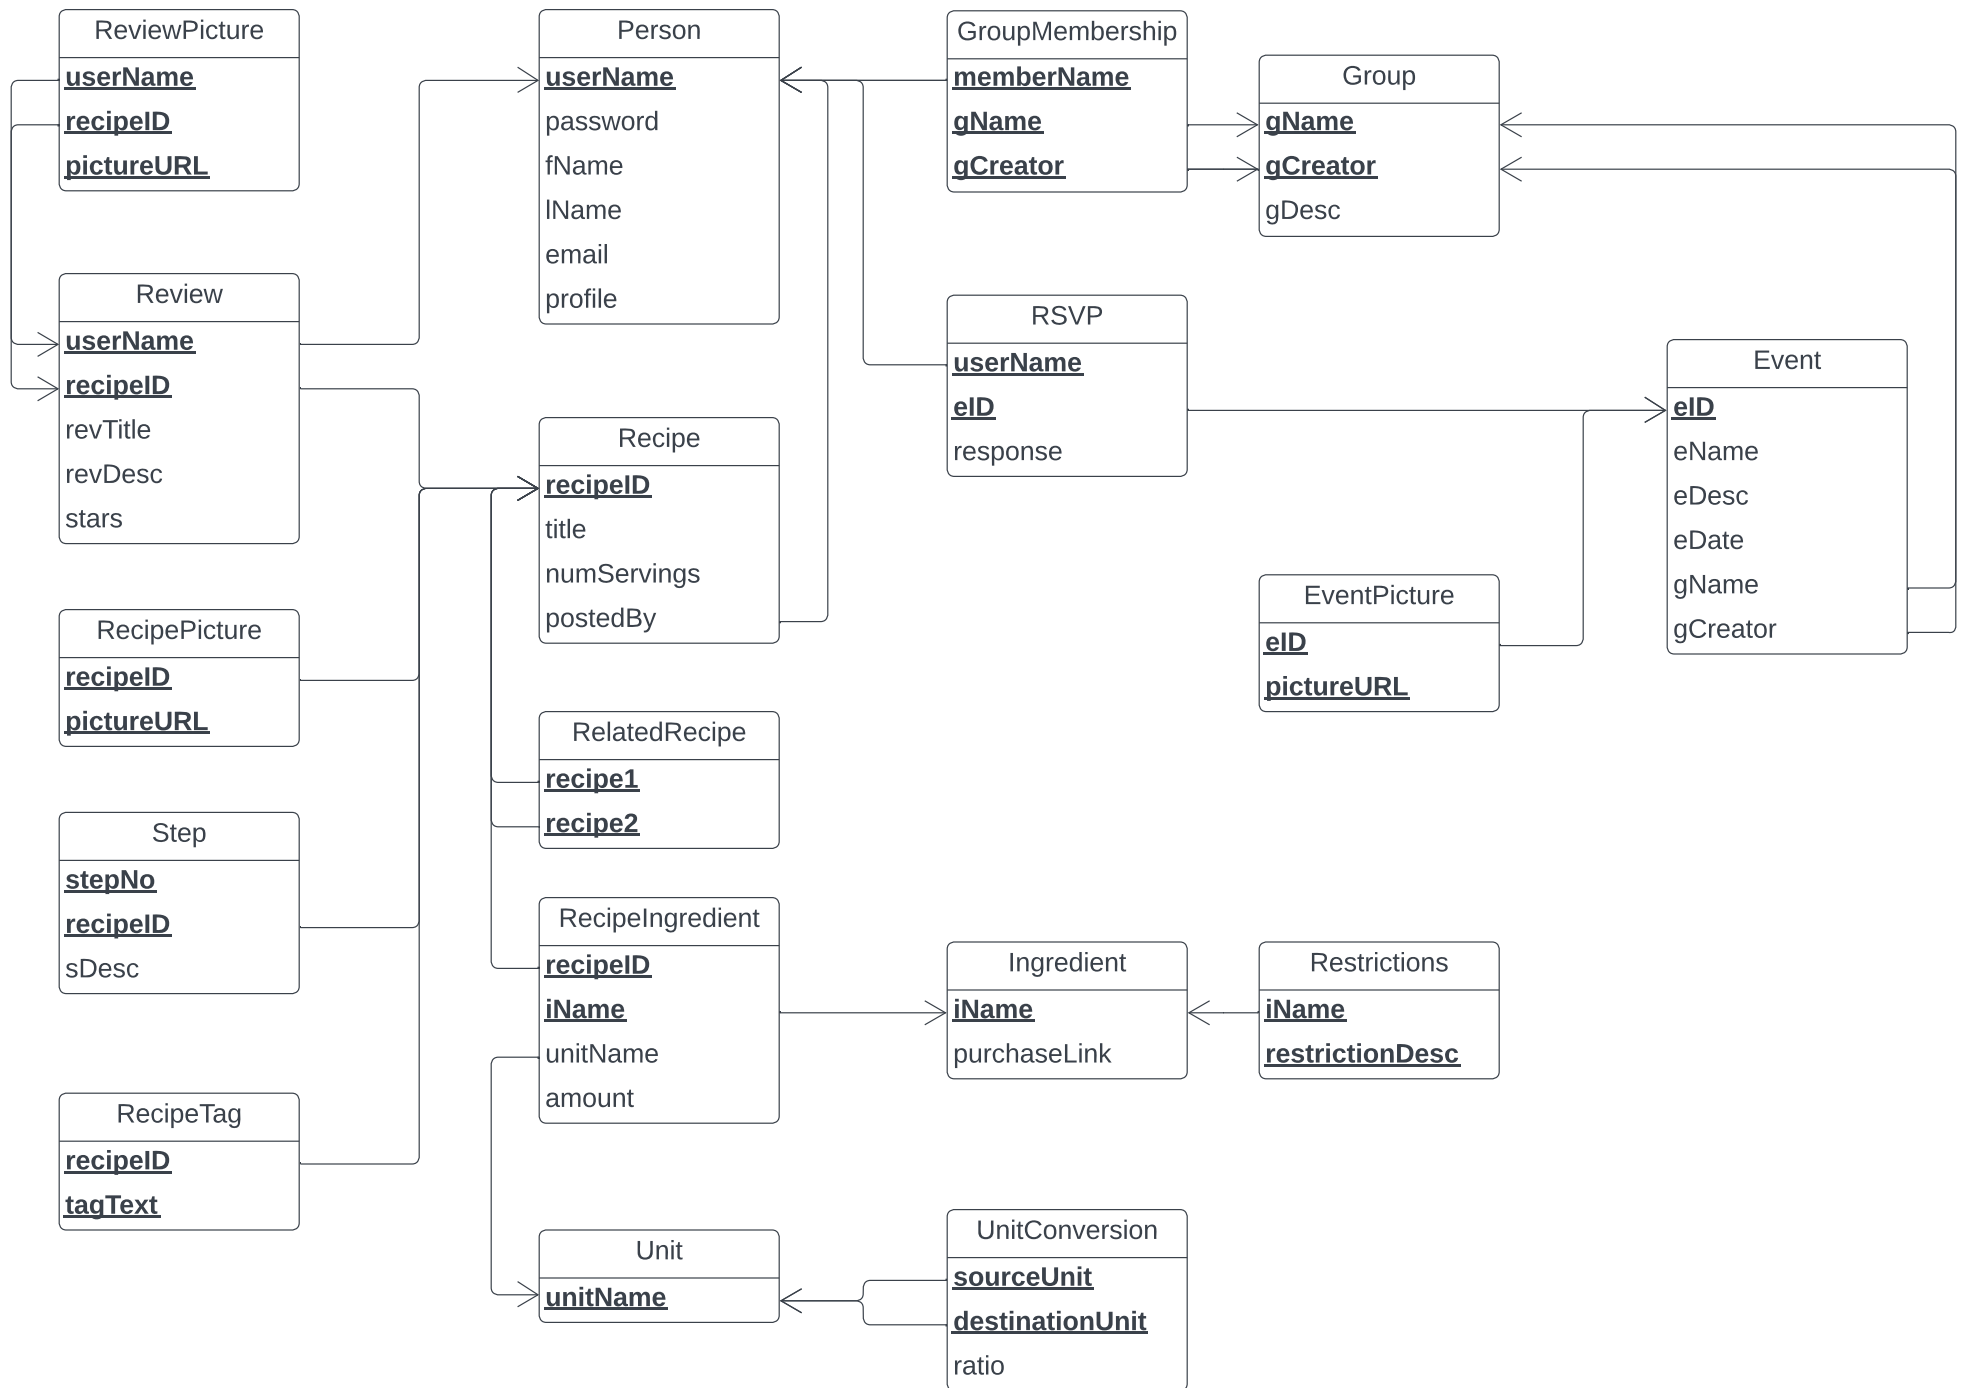 ReviewPicture
userName
recipeID
pictureURL
Person
userName
password
fName
lName
email
profile
GroupMembership
memberName
gName
gCreator
Group
gName
gCreator
gDesc
Review
userName
recipeID
revTitle
revDesc
stars
RSVP
userName
eID
response
Event
eID
eName
eDesc
eDate
gName
gCreator
Recipe
recipeID
title
numServings
postedBy
EventPicture
eID
pictureURL
RecipePicture
recipeID
pictureURL
RelatedRecipe
recipe1
recipe2
Step
stepNo
recipeID
sDesc
RecipeIngredient
recipeID
iName
unitName
amount
Ingredient
iName
purchaseLink
Restrictions
iName
restrictionDesc
RecipeTag
recipeID
tagText
Unit
unitName
UnitConversion
sourceUnit
destinationUnit
ratio